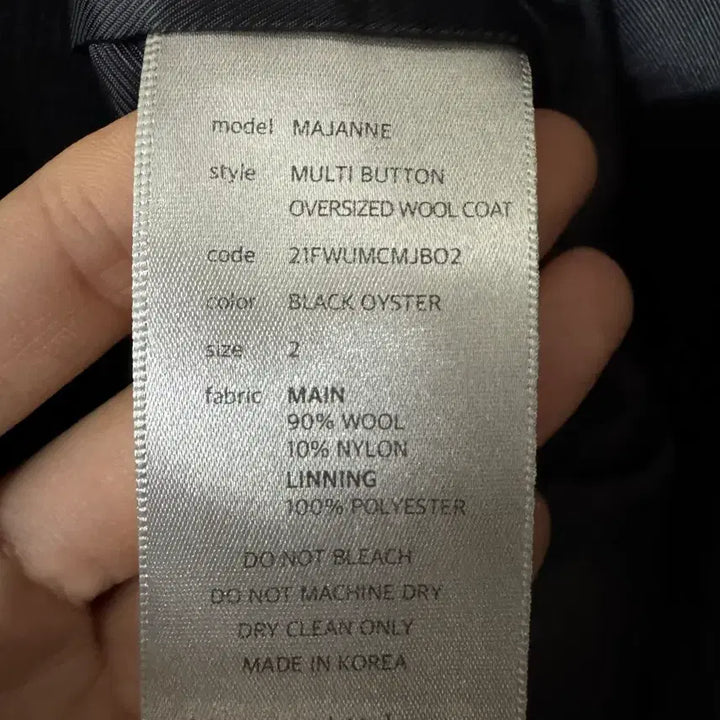 model MAJANNE
style MULTI BUTTON
OVERSIZED WOOL COAT
code 21FWUMCMJBO2
color BLACK OYSTER
size 2
fabric MAIN
90% WOOL
10% NYLON
LINNING
100% POLYESTER
DO NOT BLEACH
DO NOT MACHINE DRY
DRY CLEAN ONLY
MADE IN KOREA